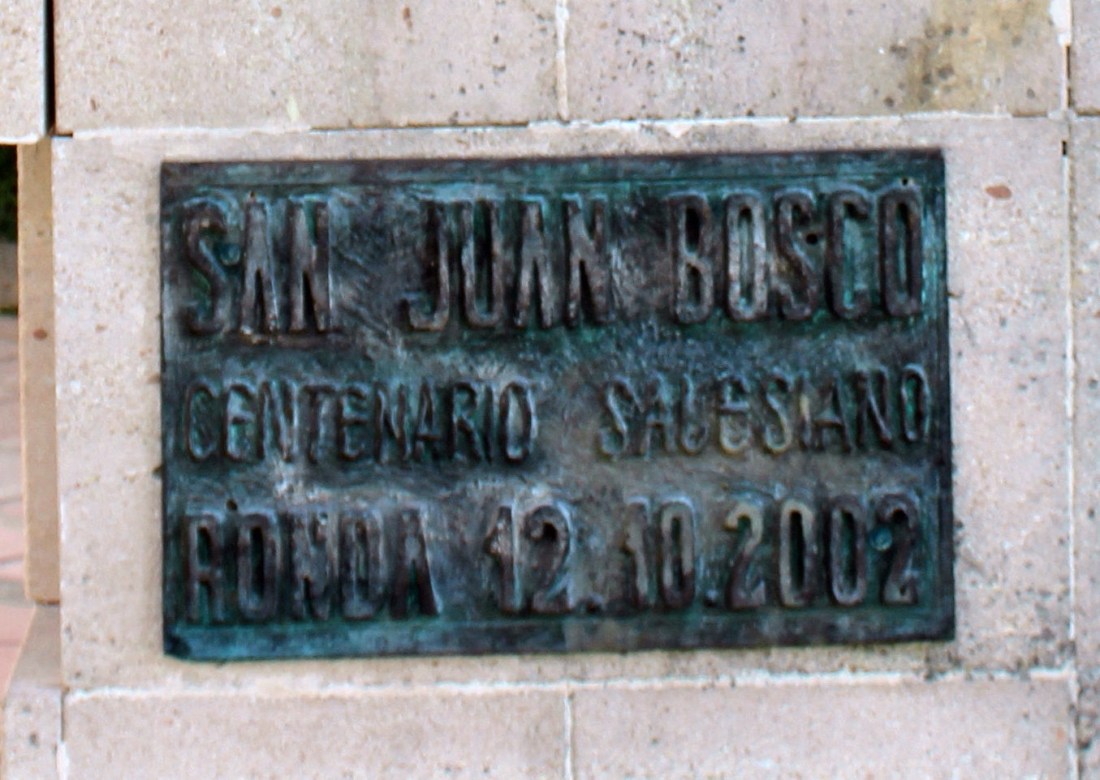 SAN JUAN BOSCO
CENTENARIO SALESIANO
RONDA 12.10.2002